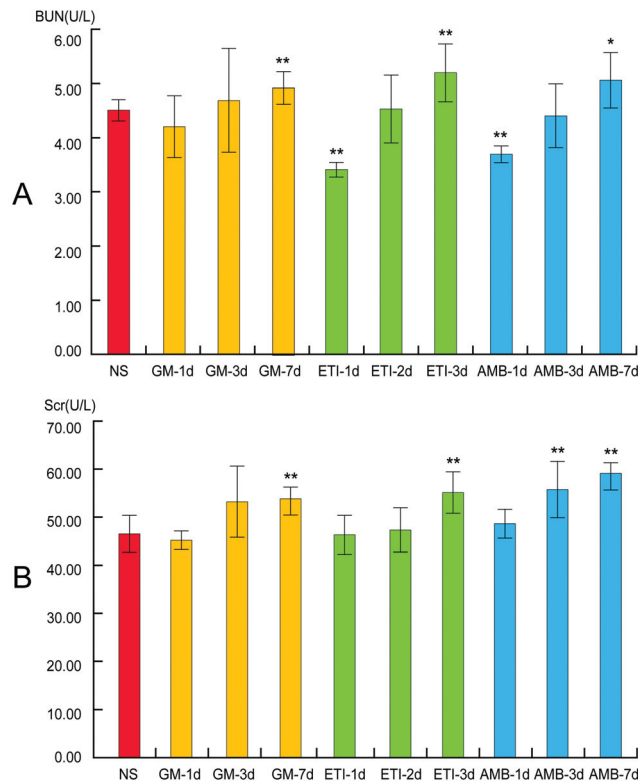 BUN(U/L)
6.00
5.00
4.00
3.00
2.00
1.00
0.00
A
** ** ** ** *
NS GM-1d GM-3d GM-7d ETI-1d ETI-2d ETI-3d AMB-1d AMB-3d AMB-7d
Scr(U/L)
70.00
60.00
50.00
40.00
30.00
20.00
10.00
0.00
B
** ** ** **
NS GM-1d GM-3d GM-7d ETI-1d ETI-2d ETI-3d AMB-1d AMB-3d AMB-7d